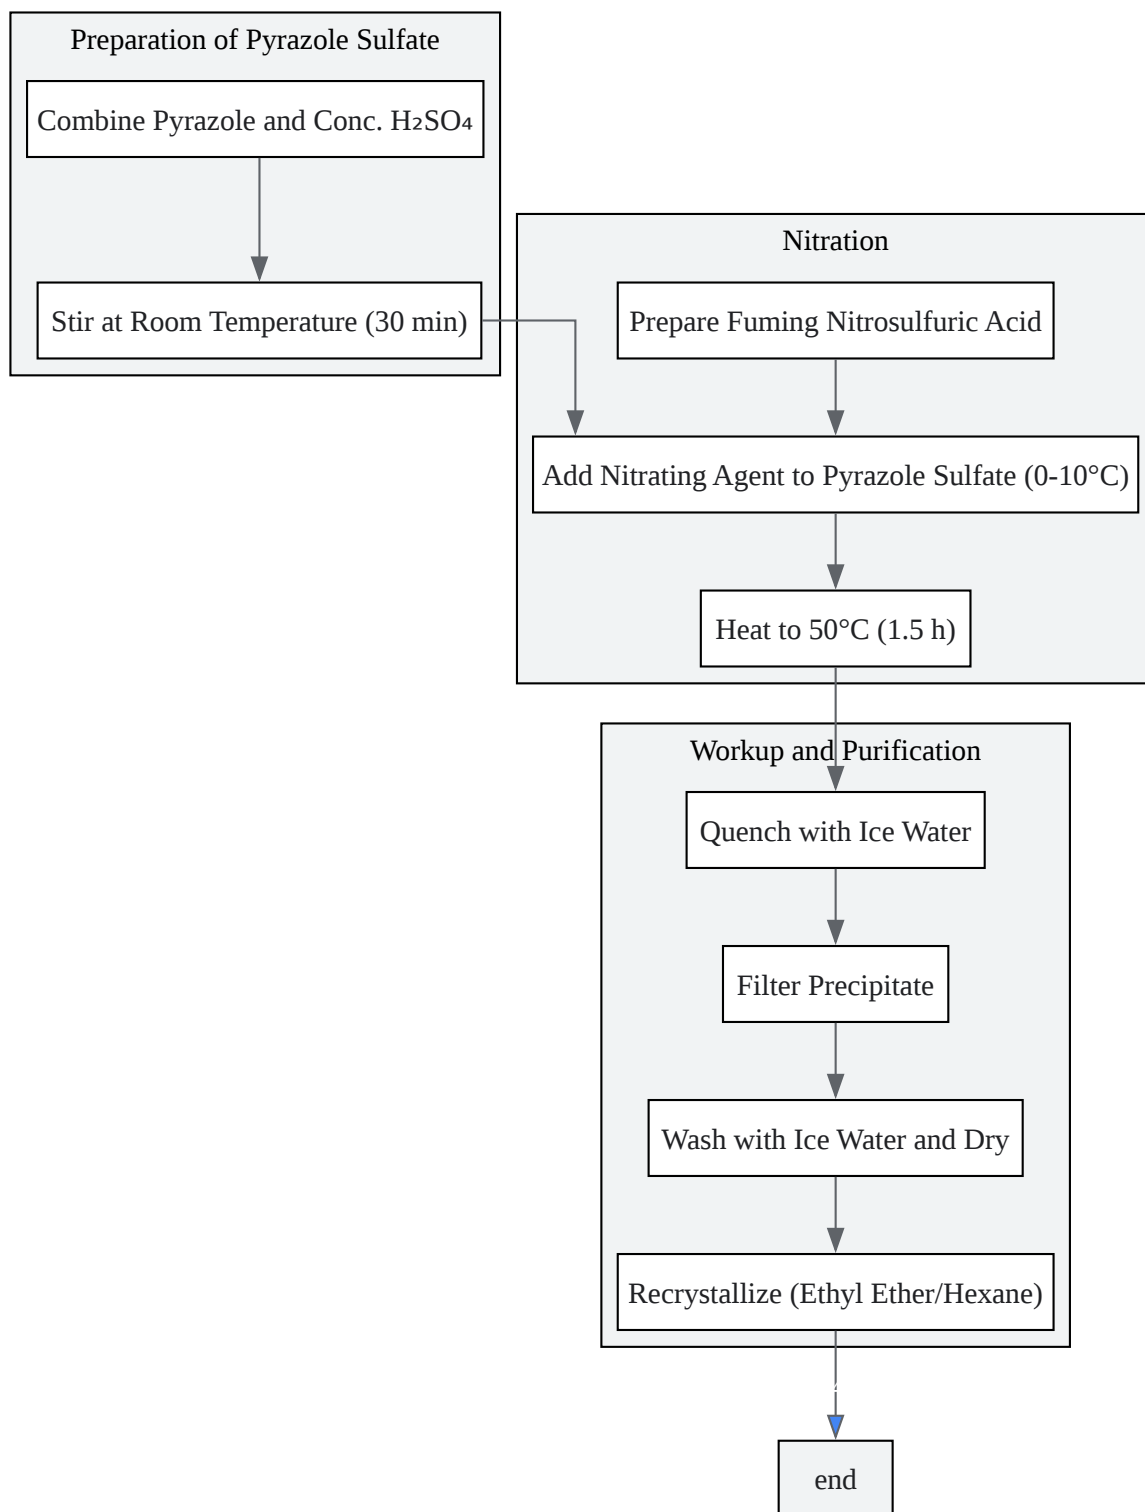 Preparation of Pyrazole Sulfate
Combine Pyrazole and Conc. H₂SO₄
Stir at Room Temperature (30 min)
Nitration
Prepare Fuming Nitrosulfuric Acid
Add Nitrating Agent to Pyrazole Sulfate (0-10°C)
Heat to 50°C (1.5 h)
Workup and Purification
Quench with Ice Water
Filter Precipitate
Wash with Ice Water and Dry
Recrystallize (Ethyl Ether/Hexane)
end